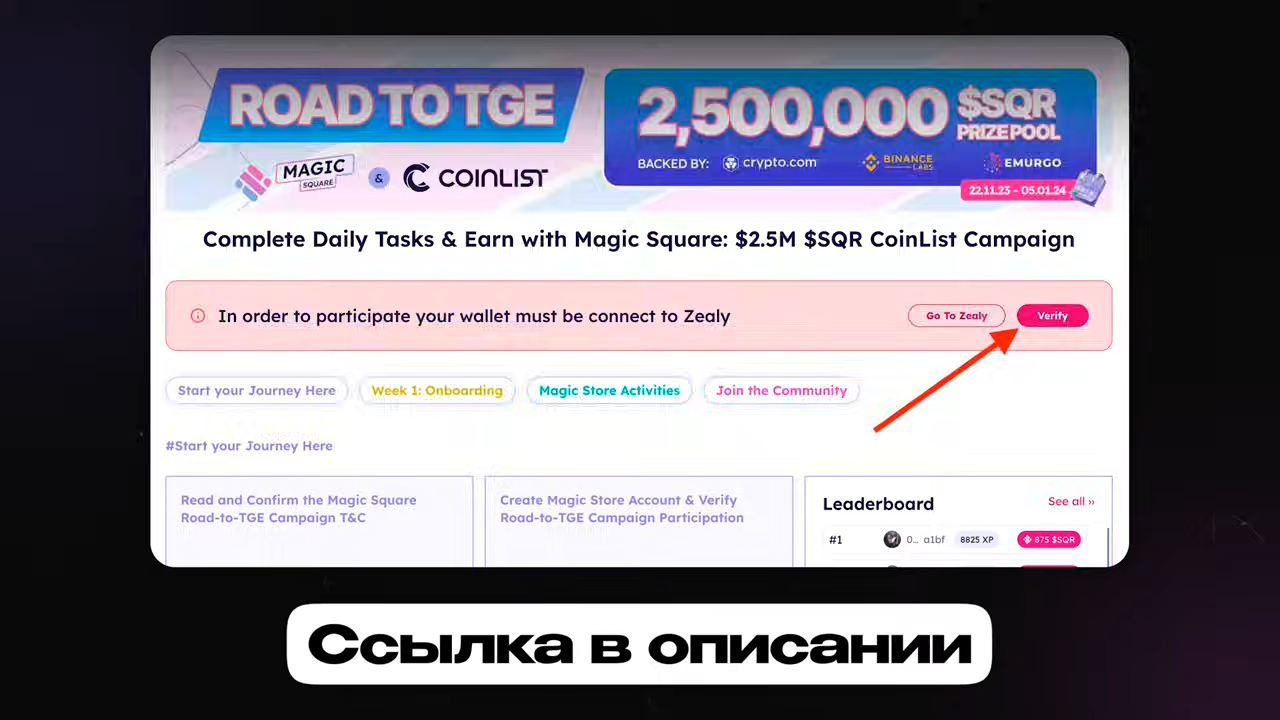 ROAD TO TGE
MAGIC
SQUARE
&
COINLIST
2,500,000
$SQR
PRIZE POOL
BACKED BY:
crypto.com
BINANCE
LABS
EMURGO
22.11.23 - 05.01.24
Complete Daily Tasks & Earn with Magic Square: $2.5M $SQR CoinList Campaign
In order to participate your wallet must be connect to Zealy
Go To Zealy
Verify
Start your Journey Here
Week 1: Onboarding
Magic Store Activities
Join the Community
#Start your Journey Here
Read and Confirm the Magic Square
Road-to-TGE Campaign T&C
Create Magic Store Account & Verify
Road-to-TGE Campaign Participation
Leaderboard
See all ››
#1
0... a1bf
8825 XP
875 $SQR
Ссылка в описании